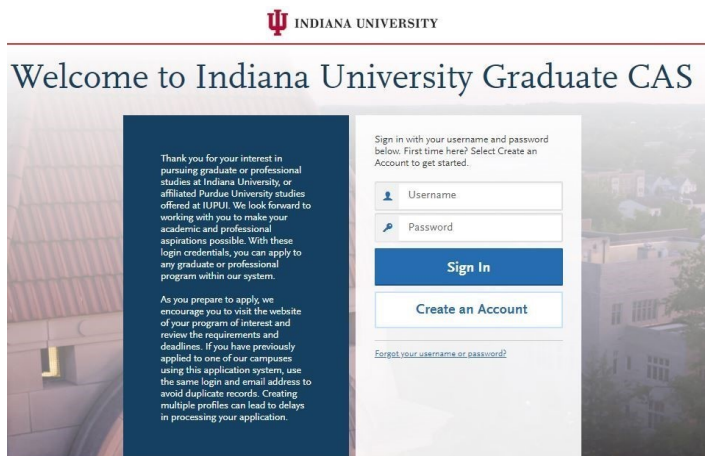 INDIANA UNIVERSITY
Welcome to Indiana University Graduate CAS
Thank you for your interest in
pursuing graduate or professional
studies at Indiana University, or
affiliated Purdue University studies
offered at IUPUI. We look forward to
working with you to make your
academic and professional
aspirations possible. With these
login credentials, you can apply to
any graduate or professional
program within our system.
As you prepare to apply, we
encourage you to visit the website
of your program of interest and
review the requirements and
deadlines. If you have previously
applied to one of our campuses
using this application system, use
the same login and email address to
avoid duplicate records. Creating
multiple profiles can lead to delays
in processing your application.
Sign in with your username and password
below. First time here? Select Create an
Account to get started.
Username
Password
Sign In
Create an Account
Forgot your username or password?